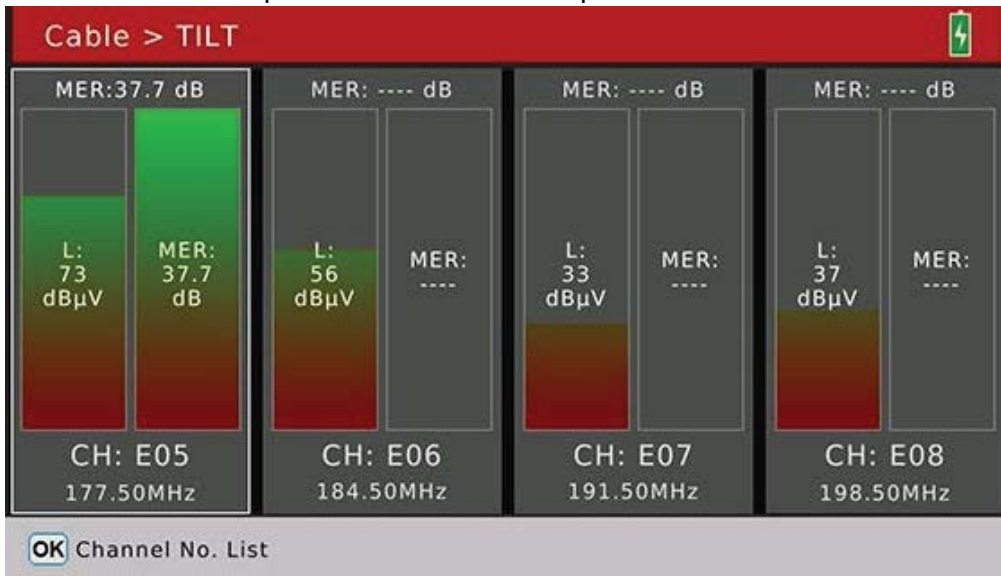 Cable > TILT
MER:37.7 dB
L:
73
dBµV
MER:
37.7
dB
CH: E05
177.50MHz
MER: ---- dB
L:
56
dBµV
MER:
----
CH: E06
184.50MHz
MER: ---- dB
L:
33
dBµV
MER:
----
CH: E07
191.50MHz
MER: ---- dB
L:
37
dBµV
MER:
----
CH: E08
198.50MHz
OK Channel No. List